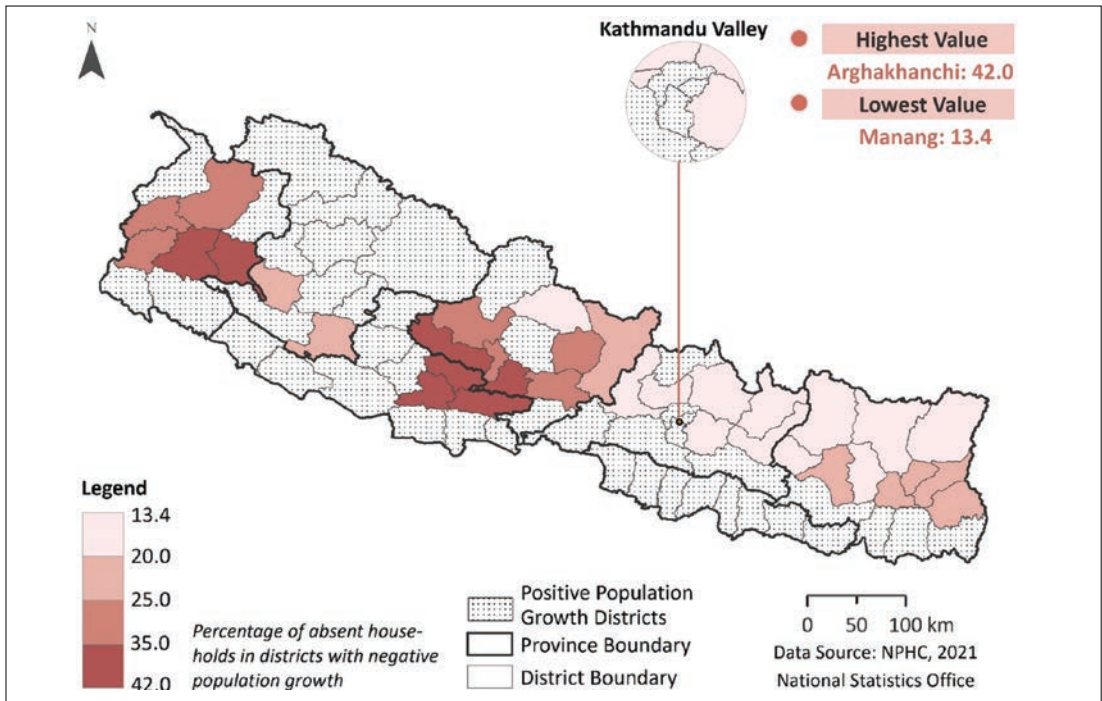 N
Kathmandu Valley
Highest Value
Arghakhanchi: 42.0
Lowest Value
Manang: 13.4
Legend
13.4
20.0
25.0
35.0
42.0
Percentage of absent house-
holds in districts with negative
population growth
Positive Population
Growth Districts
Province Boundary
District Boundary
0 50 100 km
Data Source: NPHC, 2021
National Statistics Office